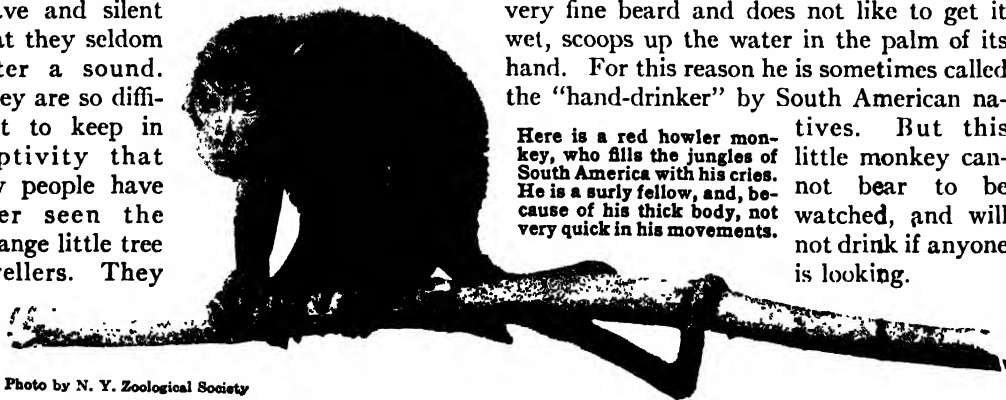 ve and silent
at they seldom
ter a sound.
ey are so diffi-
t to keep in
ptivity that
y people have
er seen the
ange little tree
vellers. They
very fine beard and does not like to get it
wet, scoops up the water in the palm of its
hand. For this reason he is sometimes called
the "hand-drinker" by South American na-
tives. But this
little monkey can-
not bear to be
watched, and will
not drink if anyone
is looking.
Here is a red howler mon-
key, who fills the jungles of
South America with his cries.
He is a surly fellow, and, be-
cause of his thick body, not
very quick in his movements.
Photo by N. Y. Zoological Society